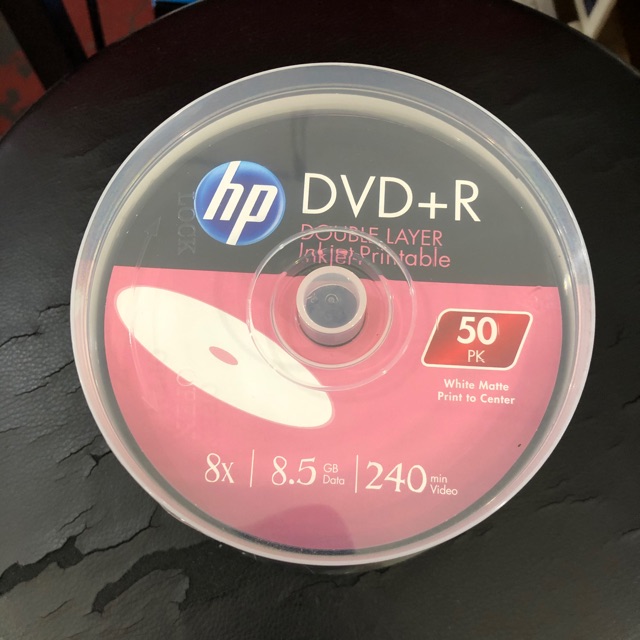 hp
DVD+R
DOUBLE LAYER
Inkjet Printable
50
PK
White Matte
Print to Center
8x | 8.5 GB Data | 240 min Video
LOCK